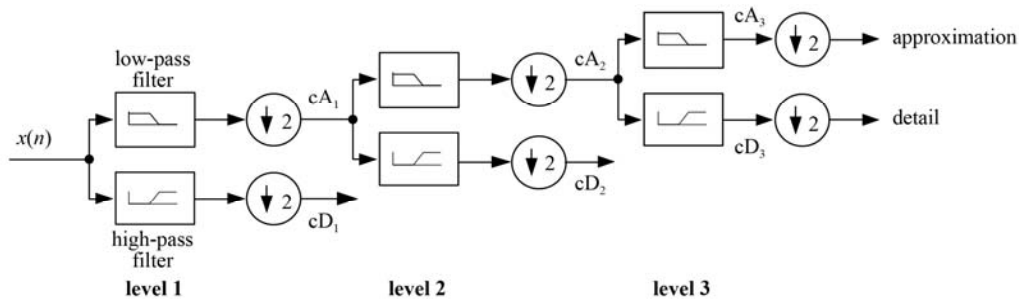 low-pass
filter
x(n)
↓ 2
cA₁
↓ 2
cD₁
high-pass
filter
level 1
↓ 2
cA₂
↓ 2
cD₂
level 2
cA₃
↓ 2
approximation
cD₃
↓ 2
detail
level 3